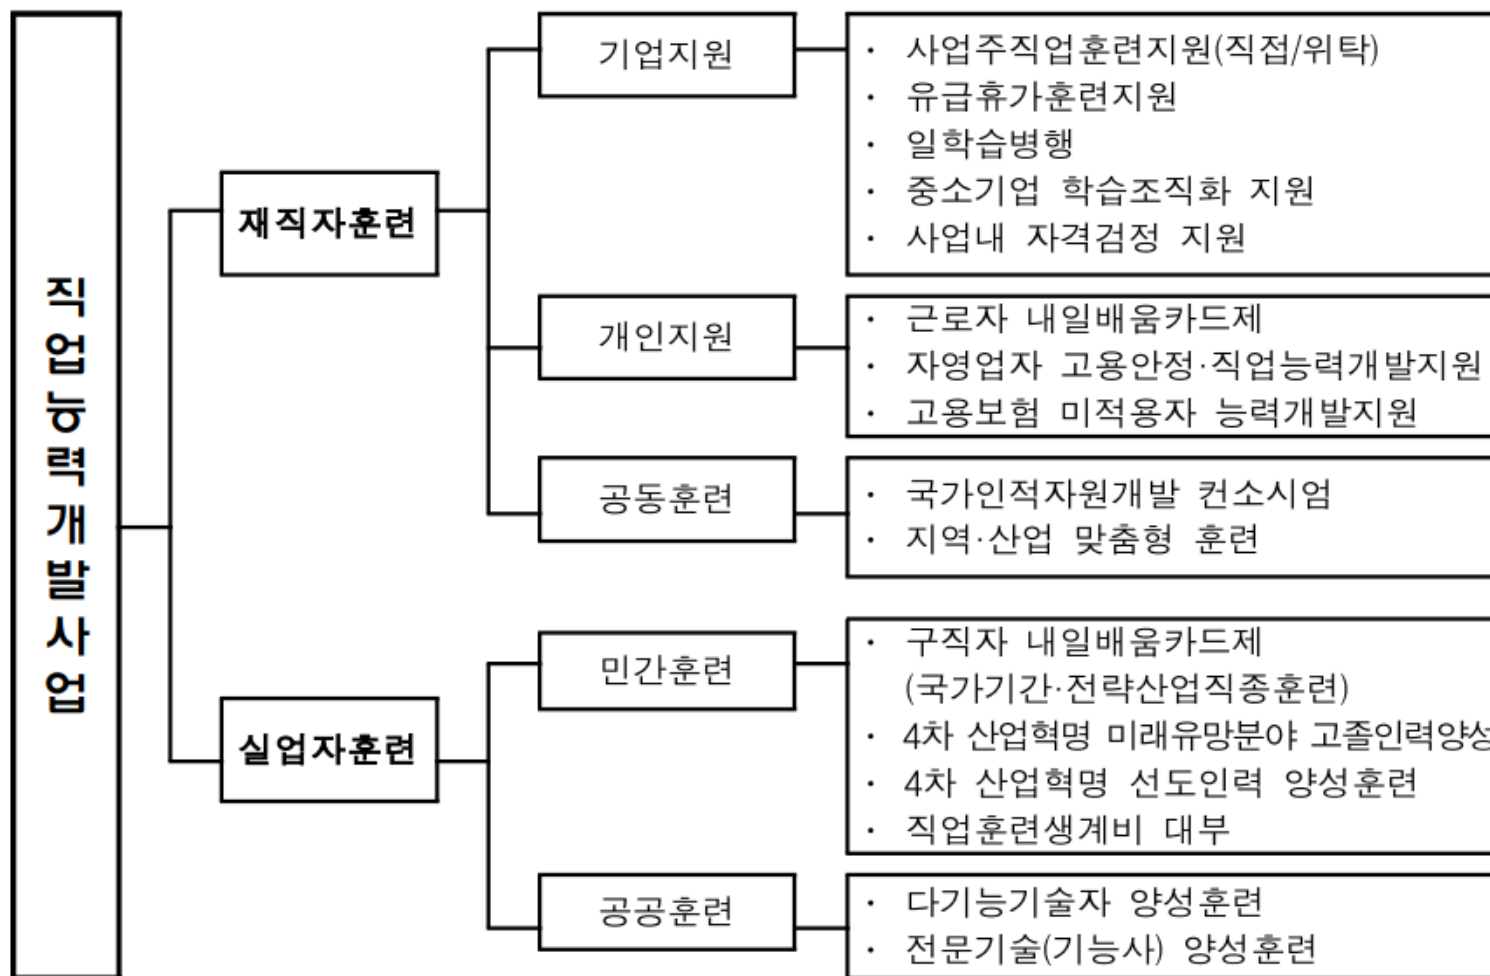 직업능력개발사업
재직자훈련
기업지원
· 사업주직업훈련지원(직접/위탁)
· 유급휴가훈련지원
· 일학습병행
· 중소기업 학습조직화 지원
· 사업내 자격검정 지원
개인지원
· 근로자 내일배움카드제
· 자영업자 고용안정·직업능력개발지원
· 고용보험 미적용자 능력개발지원
공동훈련
· 국가인적자원개발 컨소시엄
· 지역·산업 맞춤형 훈련
실업자훈련
민간훈련
· 구직자 내일배움카드제
(국가기간·전략산업직종훈련)
· 4차 산업혁명 미래유망분야 고졸인력양성
· 4차 산업혁명 선도인력 양성훈련
· 직업훈련생계비 대부
공공훈련
· 다기능기술자 양성훈련
· 전문기술(기능사) 양성훈련